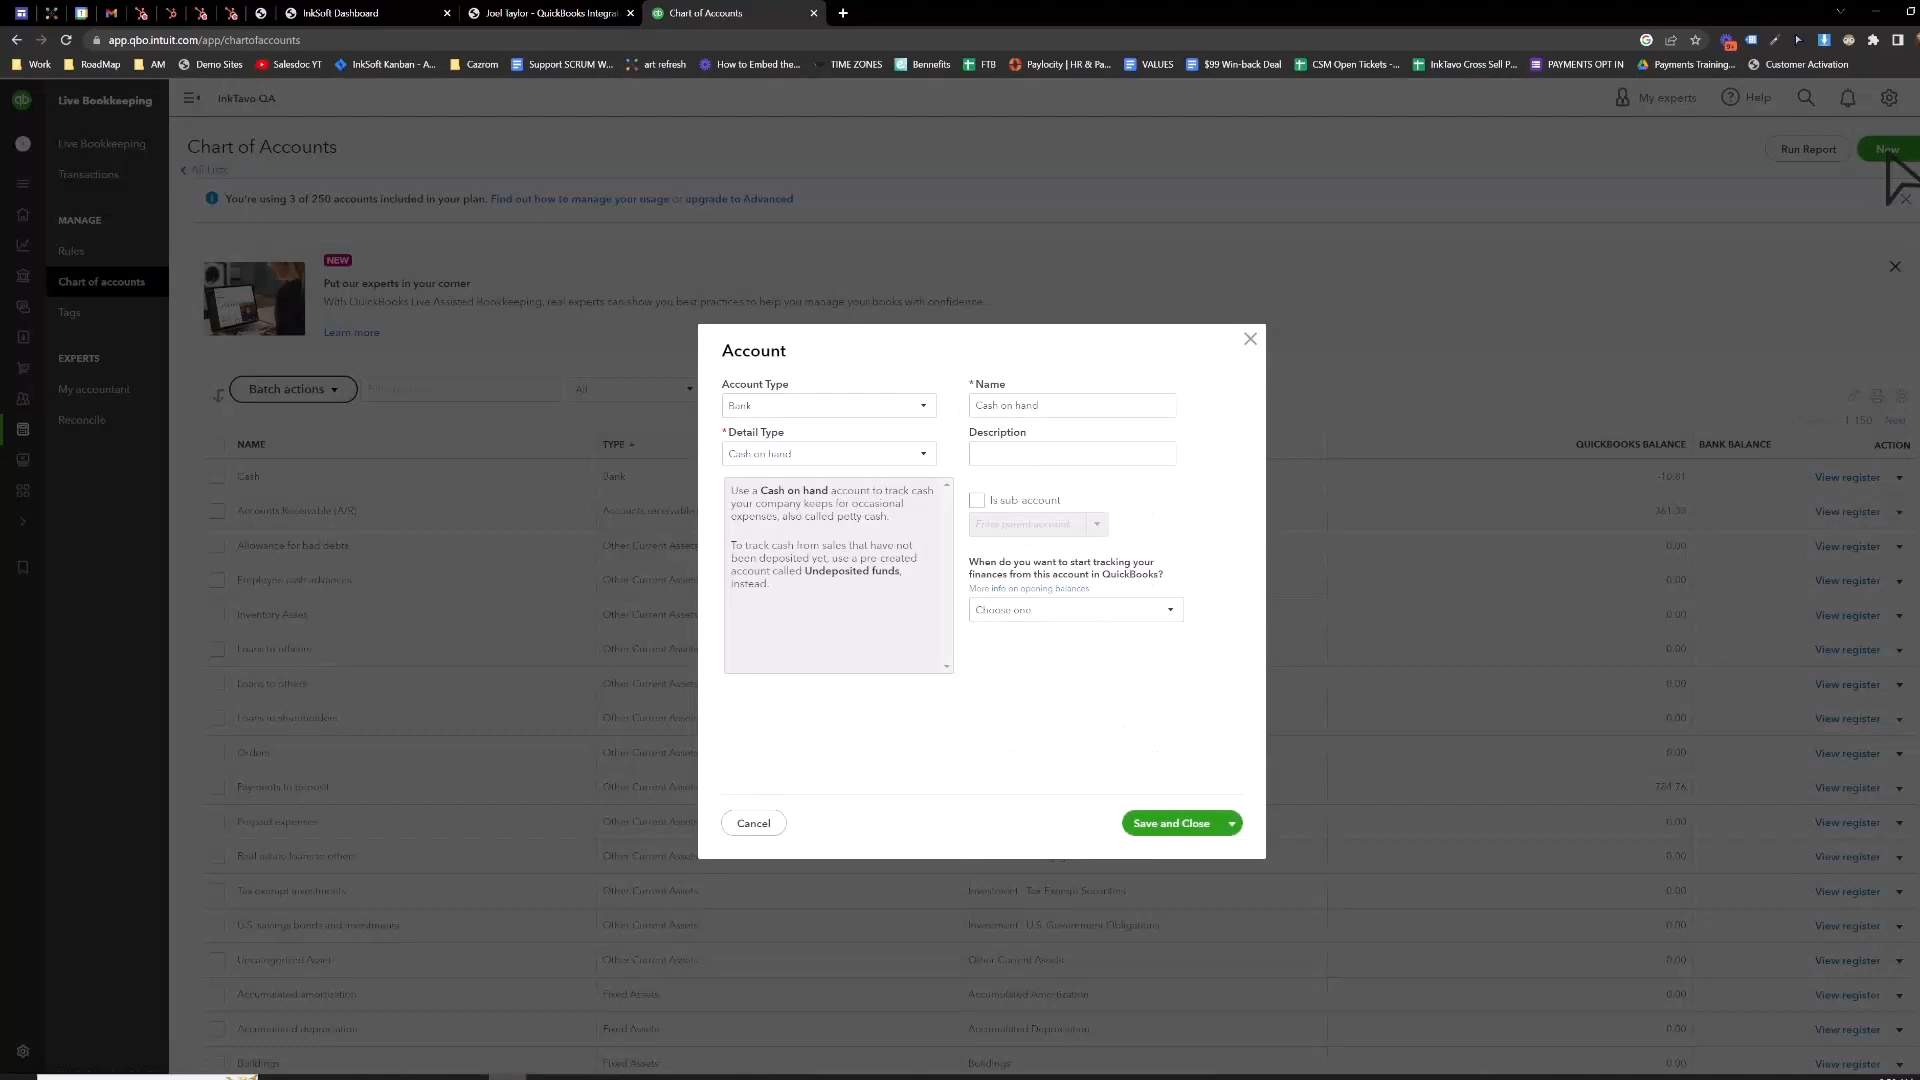 InkSoft Dashboard
Joel Taylor - QuickBooks Integrat
Chart of Accounts
app.qbo.intuit.com/app/chartofaccounts
9+
Work
RoadMap
AM
Demo Sites
Salesdoc YT
InkSoft Kanban - A...
Cazrom
Support SCRUM W...
art refresh
How to Embed the...
TIME ZONES
Bennefits
FTB
Paylocity | HR & Pa...
VALUES
$99 Win-back Deal
CSM Open Tickets -...
InkTavo Cross Sell P...
PAYMENTS OPT IN
Payments Training...
Customer Activation
qb
Live Bookkeeping
InkTavo QA
My experts
Help
Live Bookkeeping
Transactions
MANAGE
Rules
Chart of accounts
Tags
EXPERTS
My accountant
Reconcile
Chart of Accounts
All Lists
Run Report
New
You're using 3 of 250 accounts included in your plan. Find out how to manage your usage or upgrade to Advanced
NEW
Put our experts in your corner
With QuickBooks Live Assisted Bookkeeping, real experts can show you best practices to help you manage your books with confidence...
Learn more
Batch actions
All
1-150
Next
NAME
TYPE
QUICKBOOKS BALANCE
BANK BALANCE
ACTION
Cash
Bank
-10.81
View register
Accounts Receivable (A/R)
Accounts receivable
361.30
View register
Allowance for bad debts
Other Current Assets
0.00
View register
Employee cash advances
Other Current Assets
0.00
View register
Inventory Asset
Other Current Assets
0.00
View register
Loans to officers
Other Current Assets
0.00
View register
Loans to others
Other Current Assets
0.00
View register
Loans to shareholders
Other Current Assets
0.00
View register
Orders
Other Current Assets
0.00
View register
Payments to deposit
Other Current Assets
784.76
View register
Prepaid expenses
Other Current Assets
0.00
View register
Real estate loans to others
Other Current Assets
0.00
View register
Tax exempt investments
Other Current Assets
Investment - Tax-Exempt Securities
0.00
View register
U.S. savings bonds and investments
Other Current Assets
Investment - U.S. Government Obligations
0.00
View register
Uncategorized Asset
Other Current Assets
Other Current Assets
0.00
View register
Accumulated amortization
Fixed Assets
Accumulated Amortization
0.00
View register
Accumulated depreciation
Fixed Assets
Accumulated Depreciation
0.00
View register
Buildings
Fixed Assets
Buildings
0.00
View register
Account
Account Type
Bank
* Detail Type
Cash on hand
Use a Cash on hand account to track cash
your company keeps for occasional
expenses, also called petty cash.
To track cash from sales that have not
been deposited yet, use a pre-created
account called Undeposited funds,
instead.
* Name
Cash on hand
Description
Is sub-account
Enter parent account
When do you want to start tracking your
finances from this account in QuickBooks?
More info on opening balances
Choose one
Cancel
Save and Close